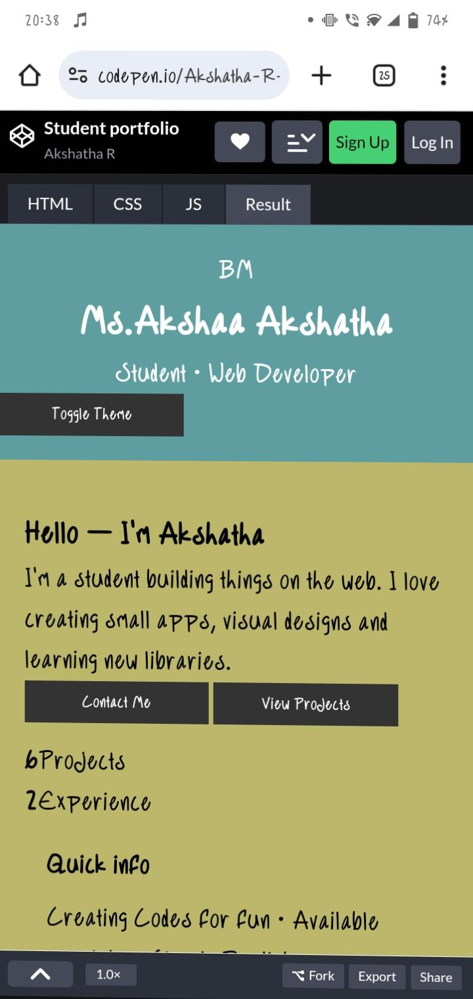 20:38 74%
codepen.io/Akshatha-R-
25
Student portfolio
Akshatha R
Sign Up
Log In
HTML CSS JS Result
BM
Ms.Akshaa Akshatha
Student • Web Developer
Toggle Theme
Hello — I'm Akshatha
I'm a student building things on the web. I love
creating small apps, visual designs and
learning new libraries.
Contact Me View Projects
6Projects
2Experience
Quick info
Creating Codes for fun • Available
1.0× Fork Export Share